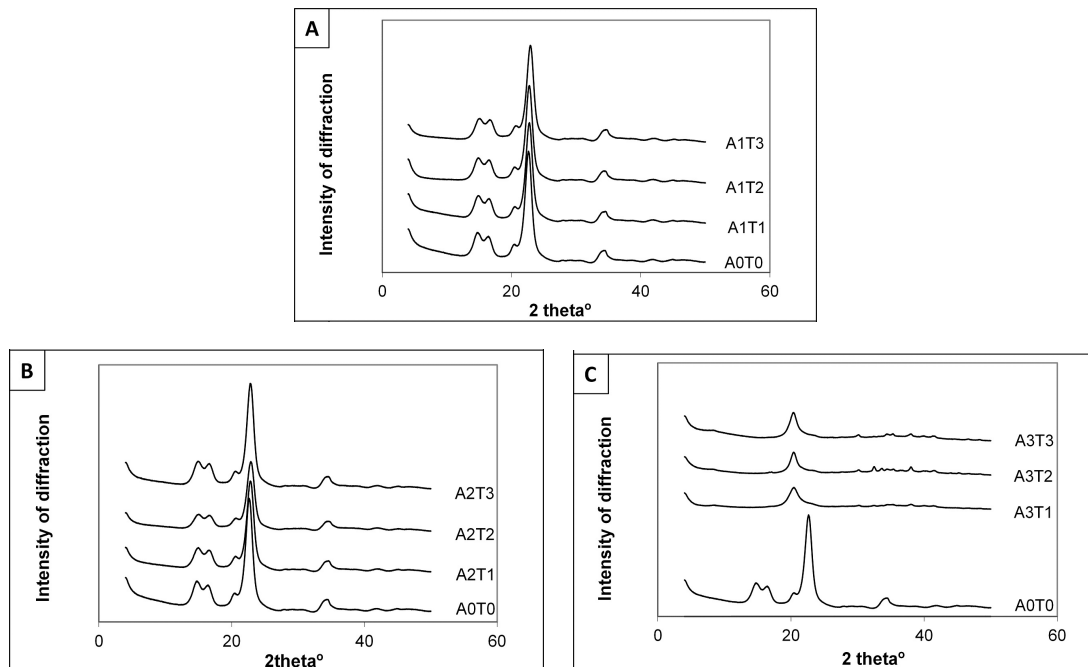 A
Intensity of diffraction
A1T3
A1T2
A1T1
A0T0
0 20 40 60
2 thetaº
B
Intensity of diffraction
A2T3
A2T2
A2T1
A0T0
0 20 40 60
2thetaº
C
Intensity of diffraction
A3T3
A3T2
A3T1
A0T0
0 20 40 60
2 thetaº